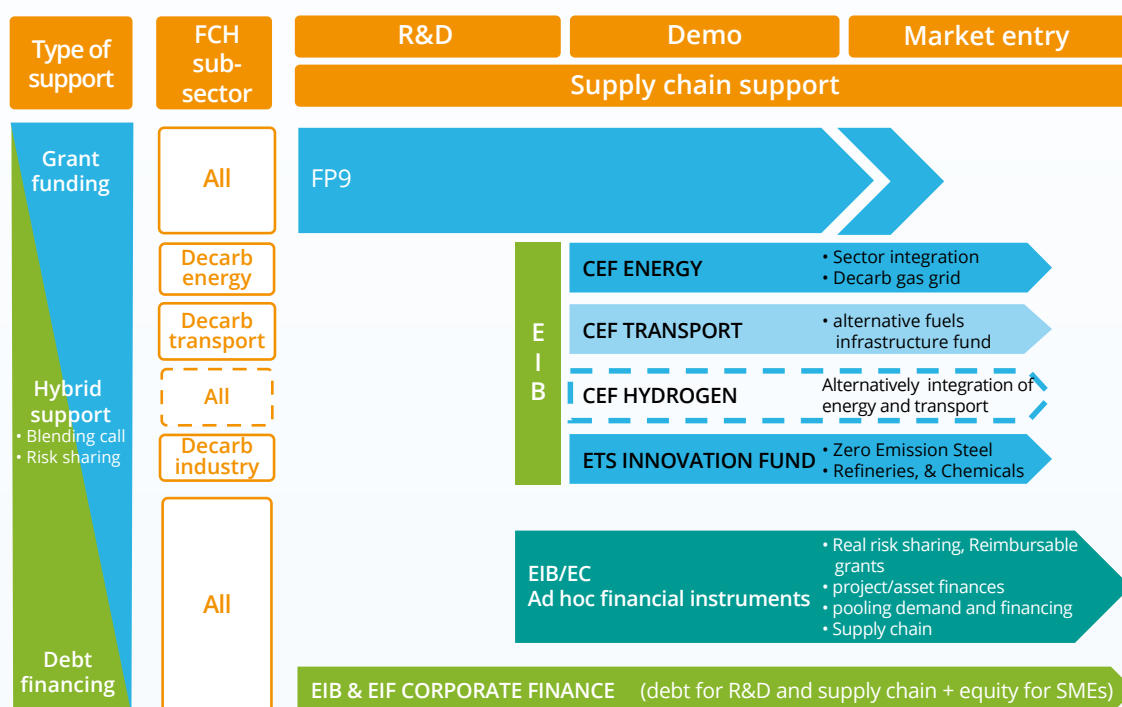 Type of
support
FCH
sub-
sector
R&D
Demo
Market entry
Supply chain support
Grant
funding
All
FP9
Decarb
energy
CEF ENERGY
• Sector integration
• Decarb gas grid
Decarb
transport
E
I
B
CEF TRANSPORT
• alternative fuels
infrastructure fund
Hybrid
support
• Blending call
• Risk sharing
All
CEF HYDROGEN
Alternatively integration of
energy and transport
Decarb
industry
ETS INNOVATION FUND
• Zero Emission Steel
• Refineries, & Chemicals
All
EIB/EC
Ad hoc financial instruments
• Real risk sharing, Reimbursable
grants
• project/asset finances
• pooling demand and financing
• Supply chain
Debt
financing
EIB & EIF CORPORATE FINANCE (debt for R&D and supply chain + equity for SMEs)